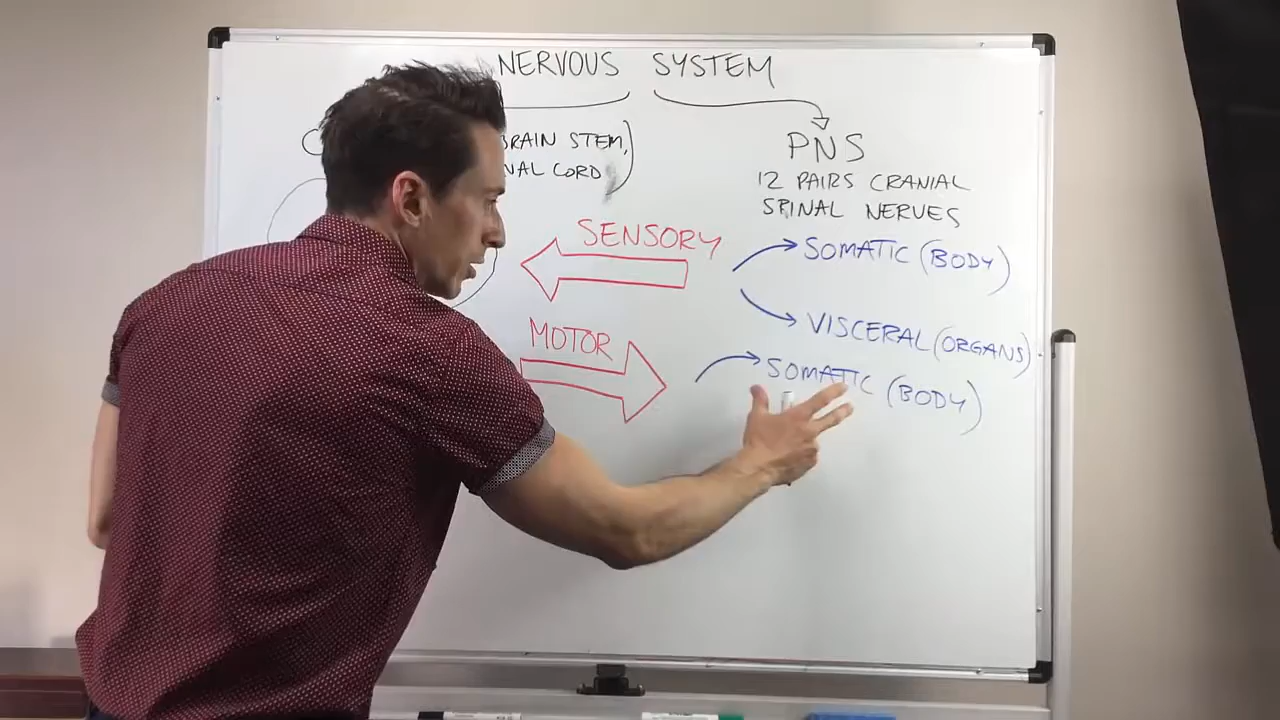 NERVOUS SYSTEM
BRAIN STEM,
CORD)
PNS
12 PAIRS CRANIAL
SPINAL NERVES
SENSORY
SOMATIC (BODY)
VISCERAL (ORGANS)
MOTOR
SOMATIC (BODY)